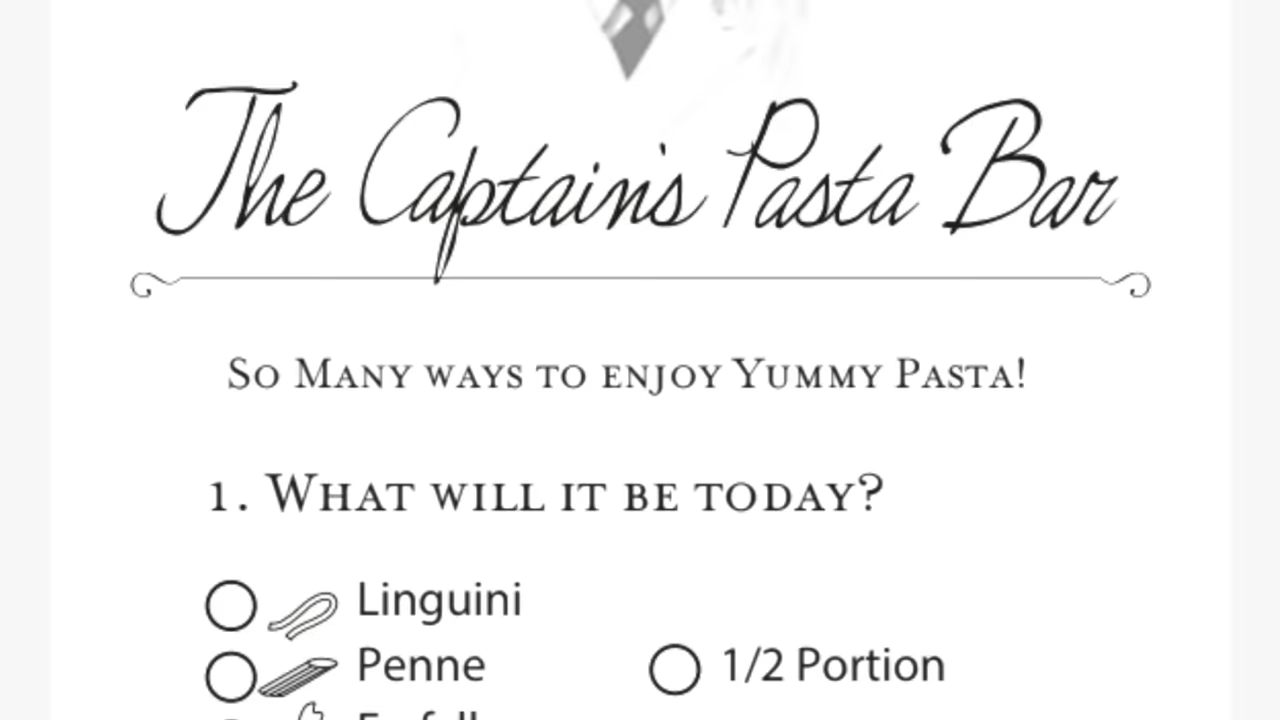 The Captain's Pasta Bar
So Many ways to enjoy Yummy Pasta!
1. What will it be today?
Linguini
Penne
1/2 Portion